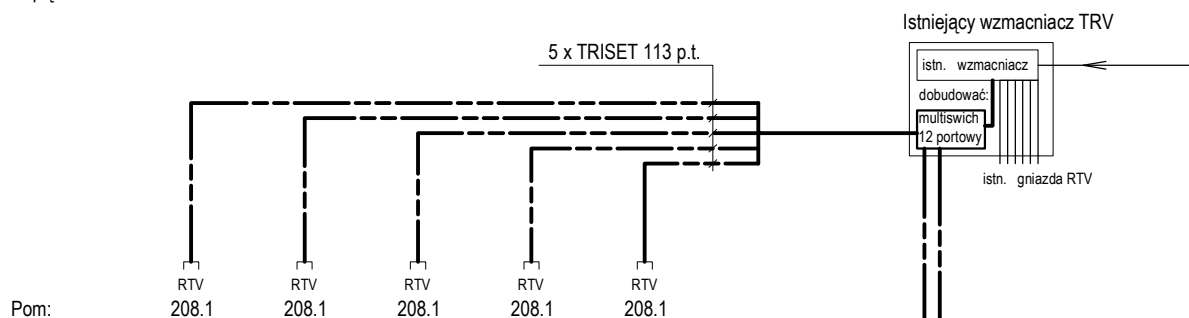 Istniejący wzmacniacz TRV
5 x TRISET 113 p.t.
istn. wzmacniacz
dobudować:
multiswich
12 portowy
istn. gniazda RTV
RTV RTV RTV RTV RTV
Pom: 208.1 208.1 208.1 208.1 208.1